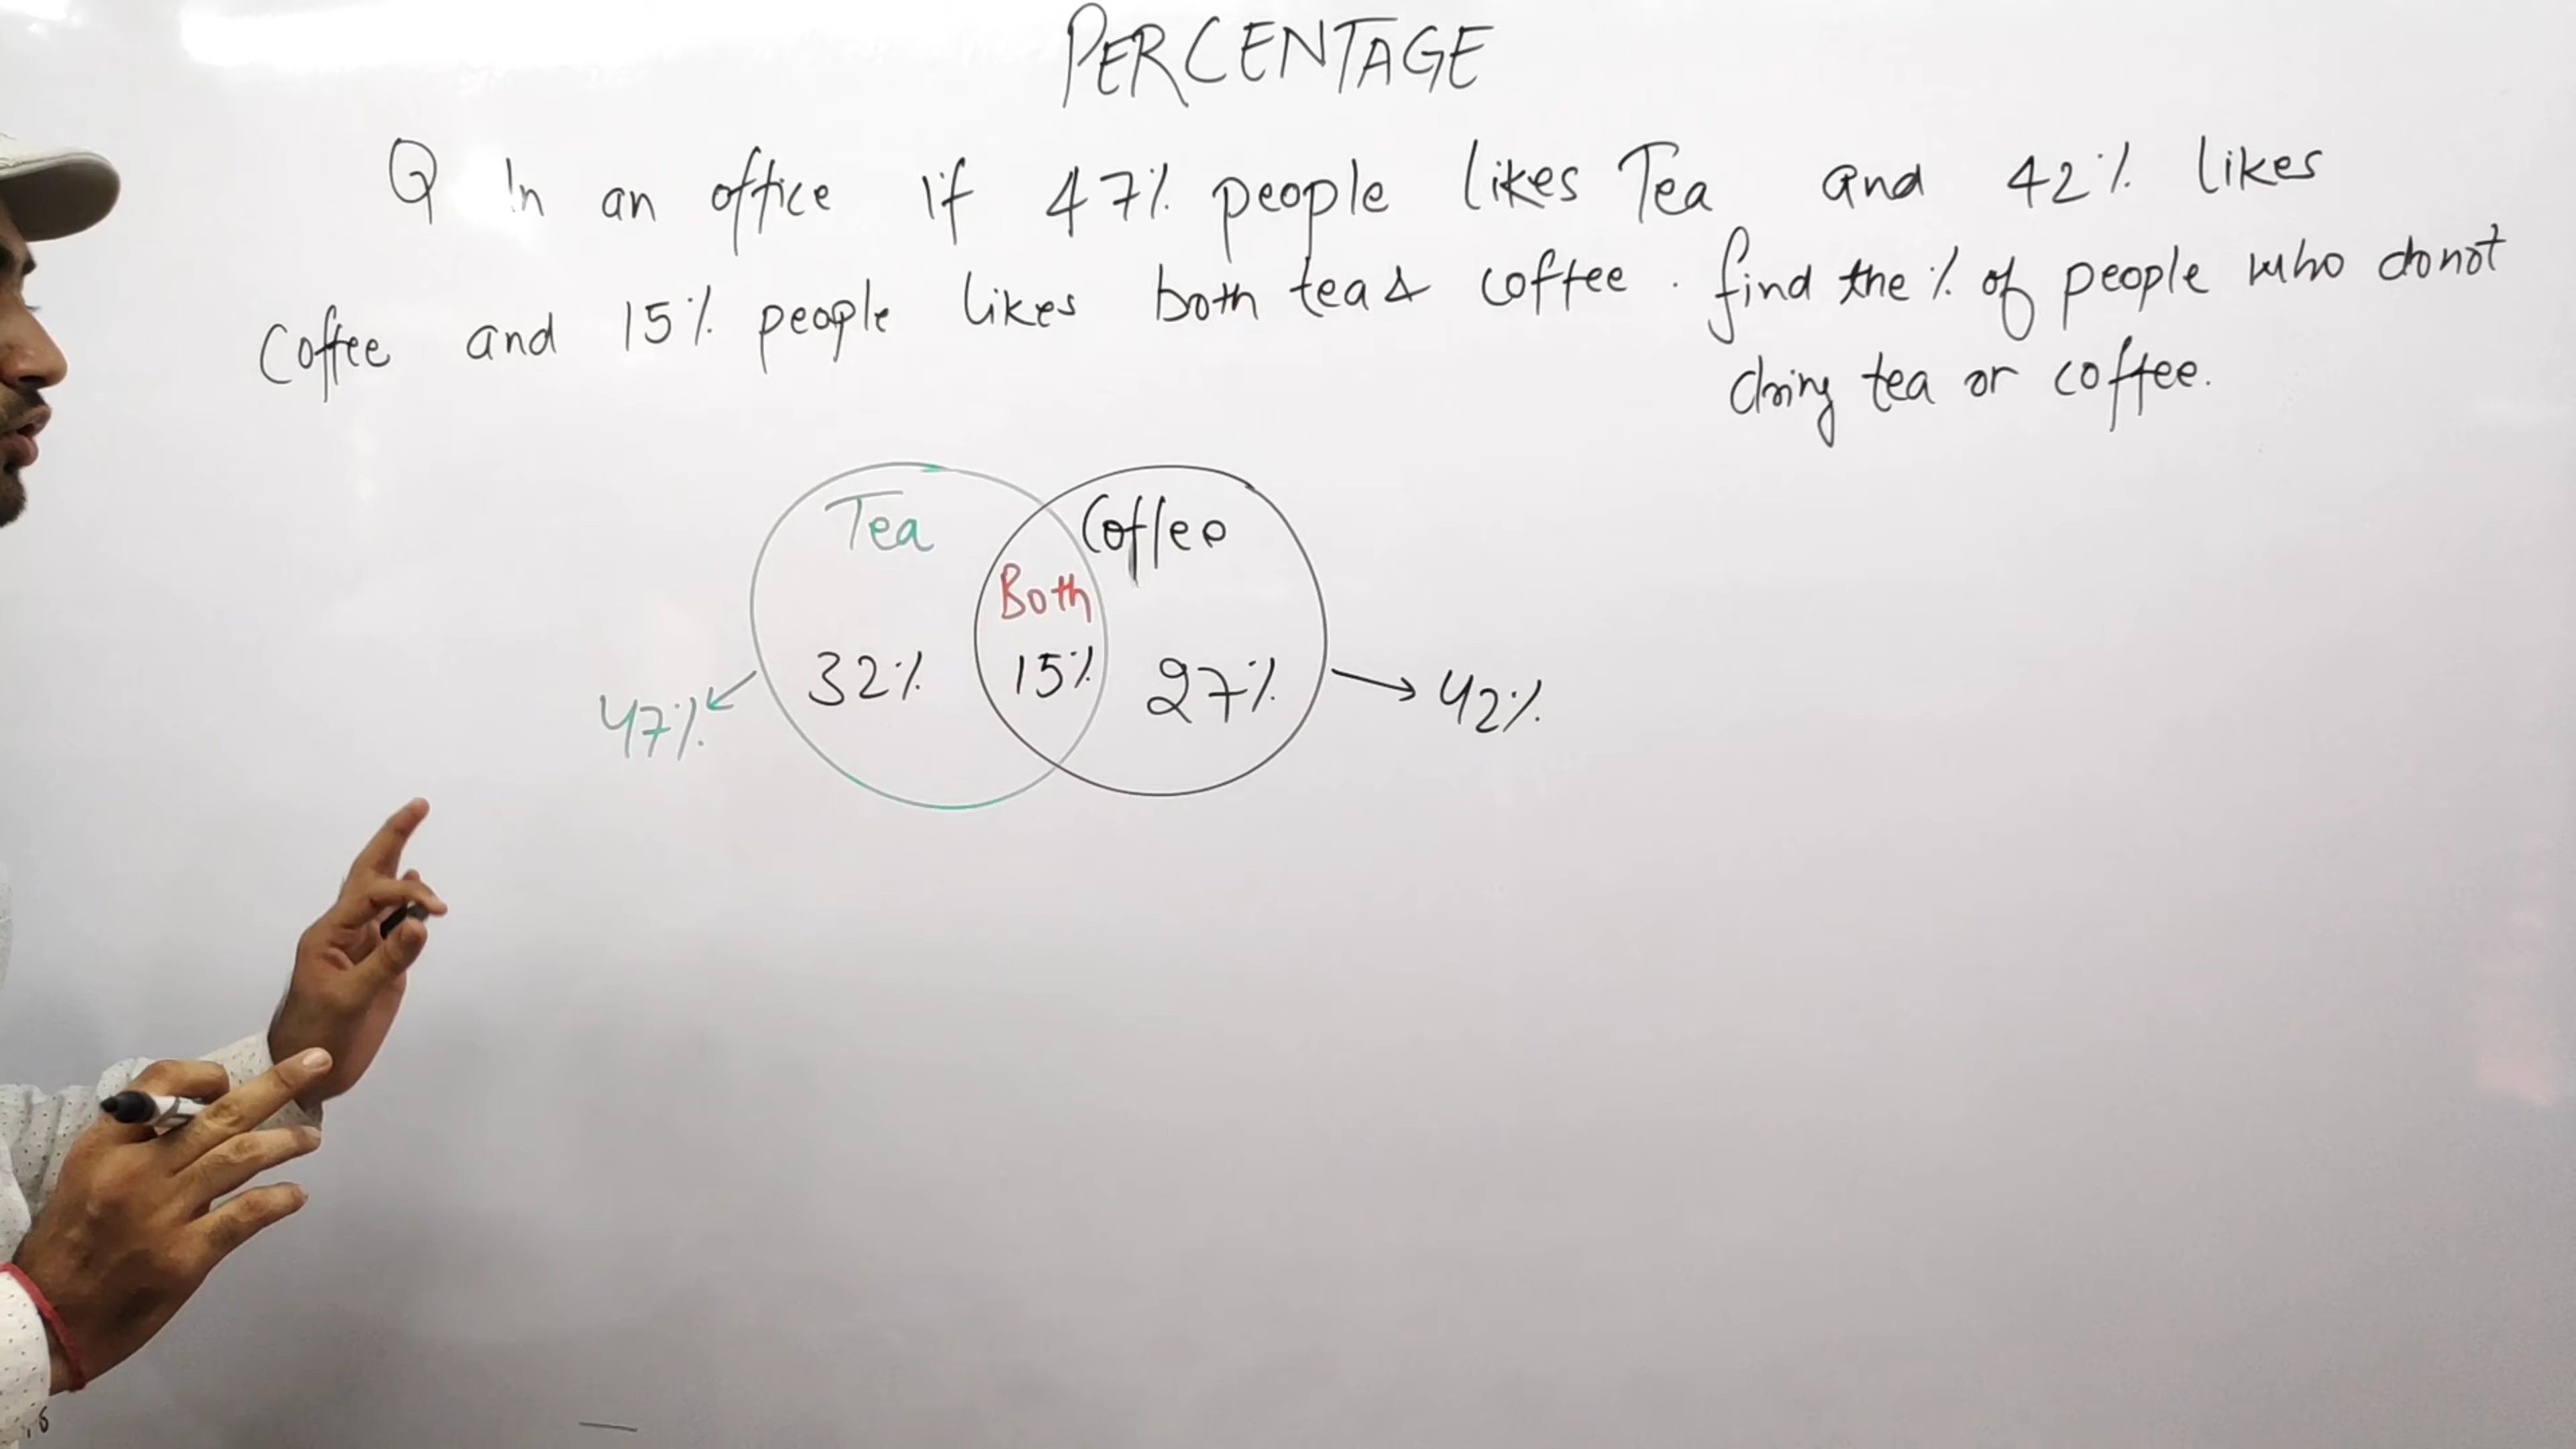 PERCENTAGE
Q In an office if 47% people likes Tea and 42% likes
Coffee and 15% people likes both tea & coffee. find the % of people who donot
dring tea or coffee.
Tea
Coffee
Both
32%
15%
27%
47%
42%